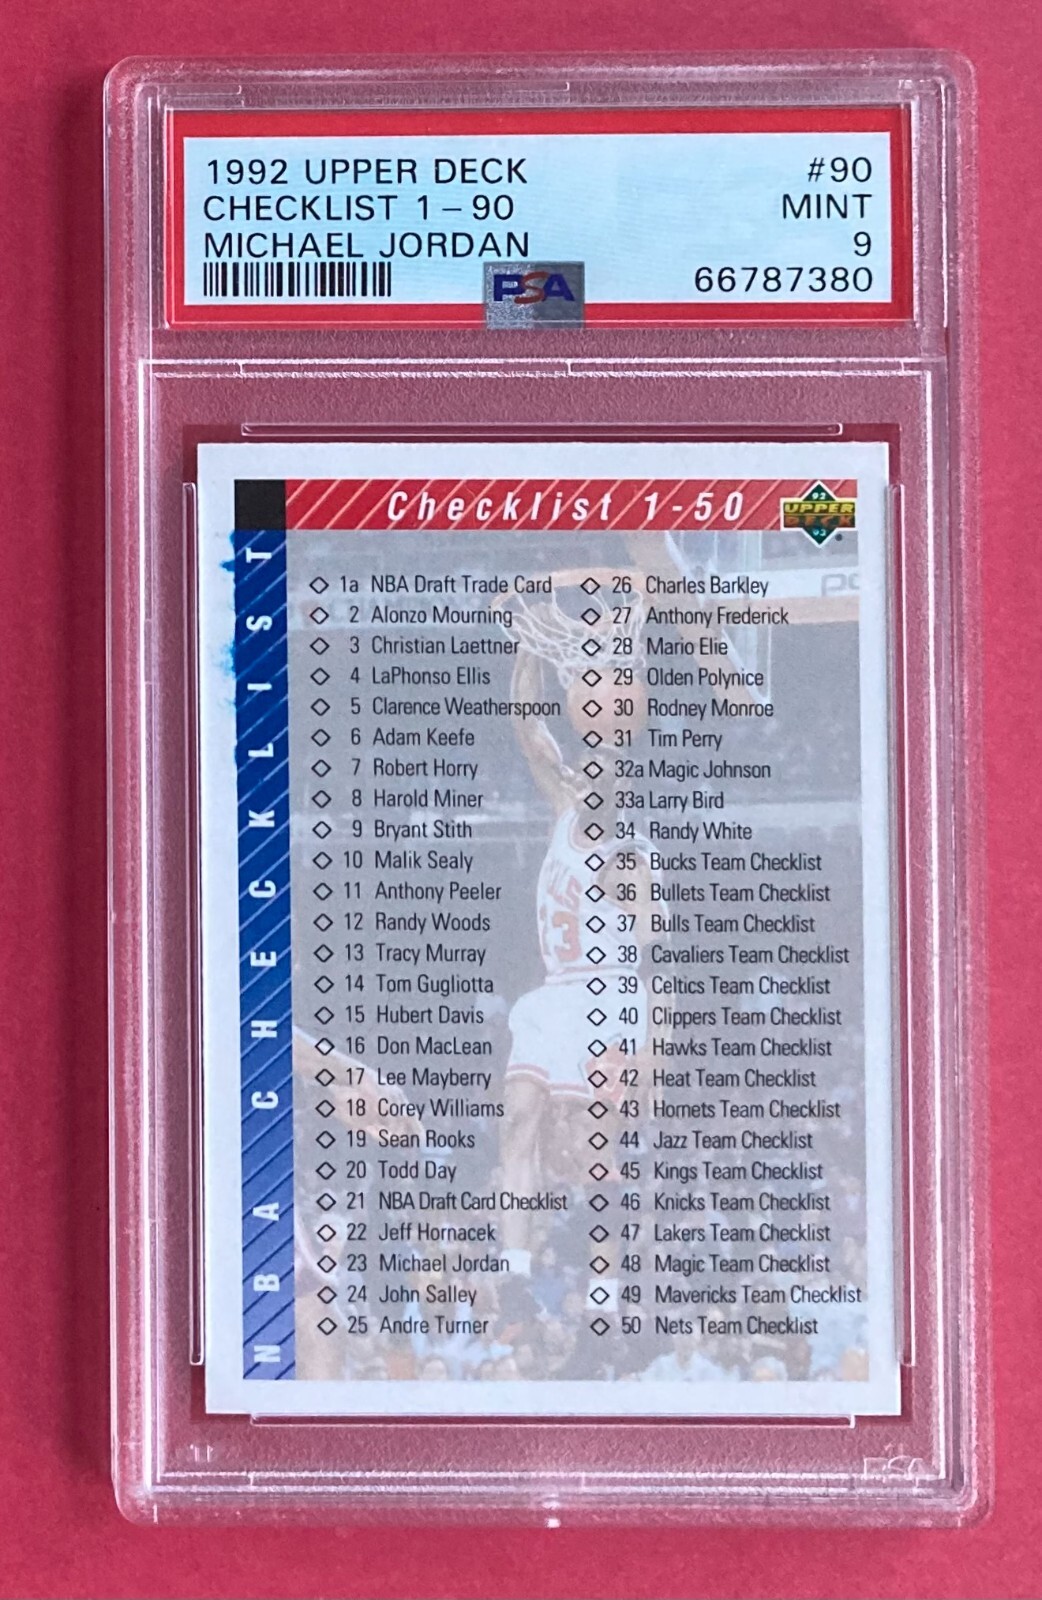 1992 UPPER DECK #90
CHECKLIST 1-90 MINT
MICHAEL JORDAN 9
PSA 66787380
Checklist 1-50
92 UPPER DECK 93
NBA CHECKLIST
1a NBA Draft Trade Card
2 Alonzo Mourning
3 Christian Laettner
4 LaPhonso Ellis
5 Clarence Weatherspoon
6 Adam Keefe
7 Robert Horry
8 Harold Miner
9 Bryant Stith
10 Malik Sealy
11 Anthony Peeler
12 Randy Woods
13 Tracy Murray
14 Tom Gugliotta
15 Hubert Davis
16 Don MacLean
17 Lee Mayberry
18 Corey Williams
19 Sean Rooks
20 Todd Day
21 NBA Draft Card Checklist
22 Jeff Hornacek
23 Michael Jordan
24 John Salley
25 Andre Turner
26 Charles Barkley
27 Anthony Frederick
28 Mario Elie
29 Olden Polynice
30 Rodney Monroe
31 Tim Perry
32a Magic Johnson
33a Larry Bird
34 Randy White
35 Bucks Team Checklist
36 Bullets Team Checklist
37 Bulls Team Checklist
38 Cavaliers Team Checklist
39 Celtics Team Checklist
40 Clippers Team Checklist
41 Hawks Team Checklist
42 Heat Team Checklist
43 Hornets Team Checklist
44 Jazz Team Checklist
45 Kings Team Checklist
46 Knicks Team Checklist
47 Lakers Team Checklist
48 Magic Team Checklist
49 Mavericks Team Checklist
50 Nets Team Checklist